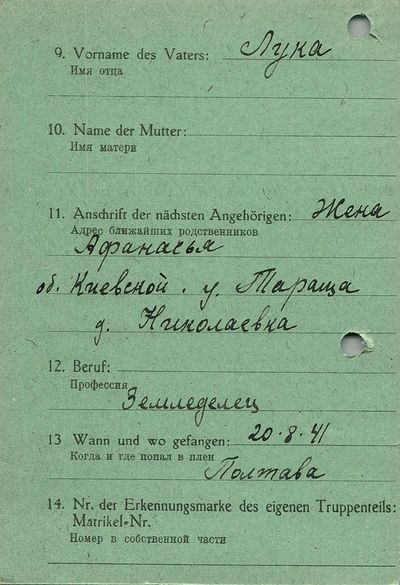 9. Vorname des Vaters: Лука
Имя отца
10. Name der Mutter:
Имя матери
11. Anschrift der nächsten Angehörigen: Жена
Адрес ближайших родственников
Афанасья
об. Киевской. у. Тараща
д. Николаевка
12. Beruf:
Профессия
Земледелец
13 Wann und wo gefangen: 20·8·41
Когда и где попал в плен
Полтава
14. Nr. der Erkennungsmarke des eigenen Truppenteils:
Matrikel-Nr.
Номер в собственной части